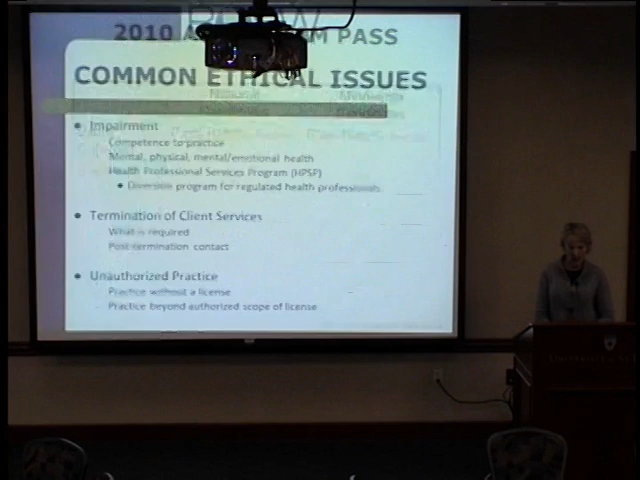 2010 PASS
COMMON ETHICAL ISSUES
Impairment
Competence to practice
Mental, physical, mental/emotional health
Health Professional Services Program (HPSP)
Diversion program for regulated health professionals
Termination of Client Services
What is required
Post-termination contact
Unauthorized Practice
Practice without a license
Practice beyond authorized scope of license